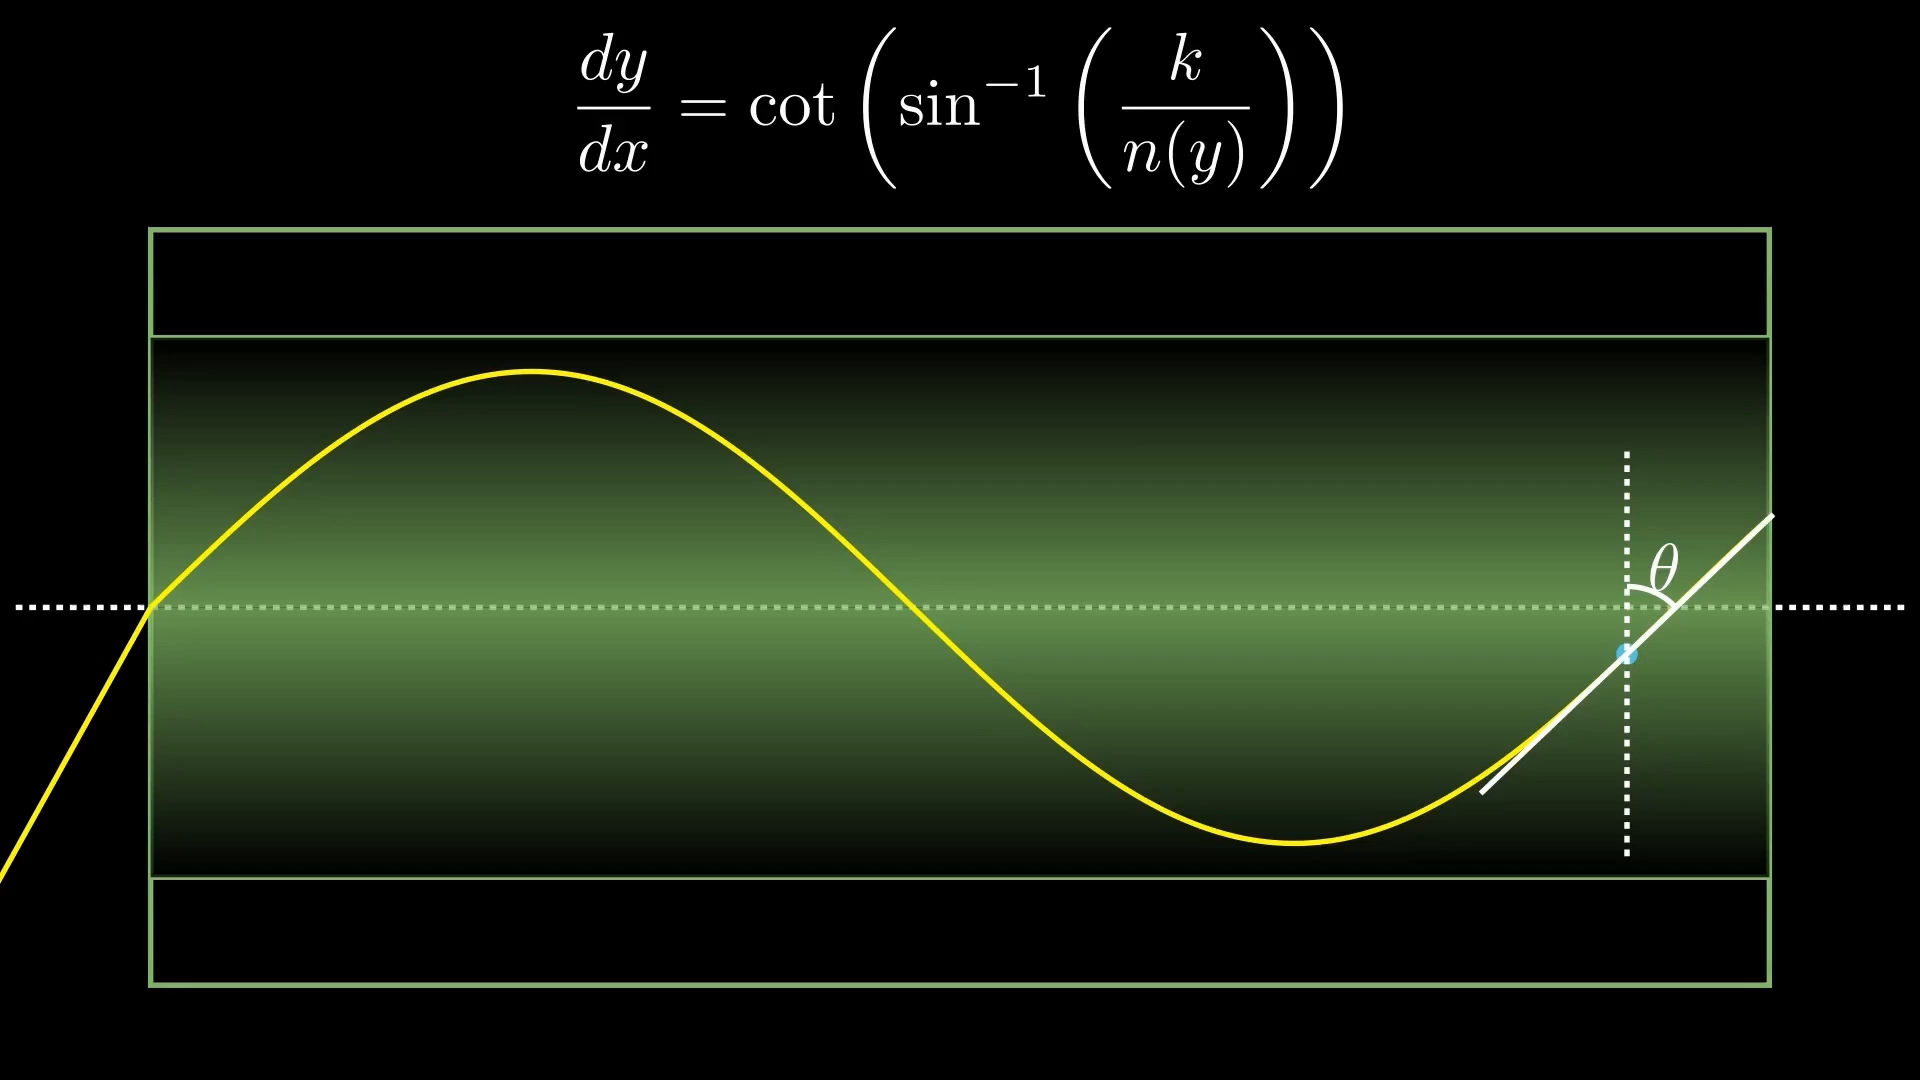 dy/dx = cot(sin⁻¹(k/n(y)))
θ